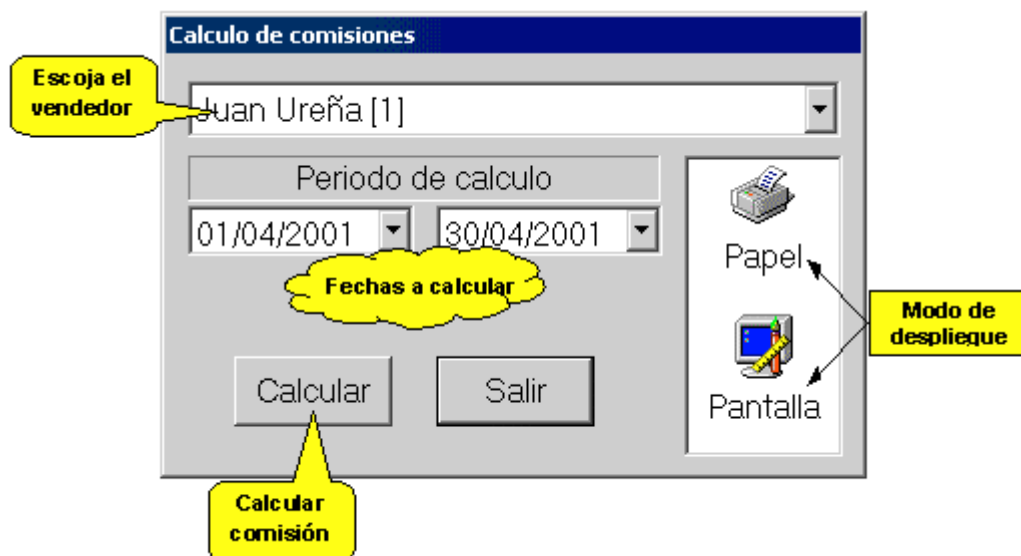 Calculo de comisiones
Escoja el
vendedor
Juan Ureña [1]
Periodo de calculo
01/04/2001
30/04/2001
Fechas a calcular
Papel
Modo de
despliegue
Pantalla
Calcular
Salir
Calcular
comisión